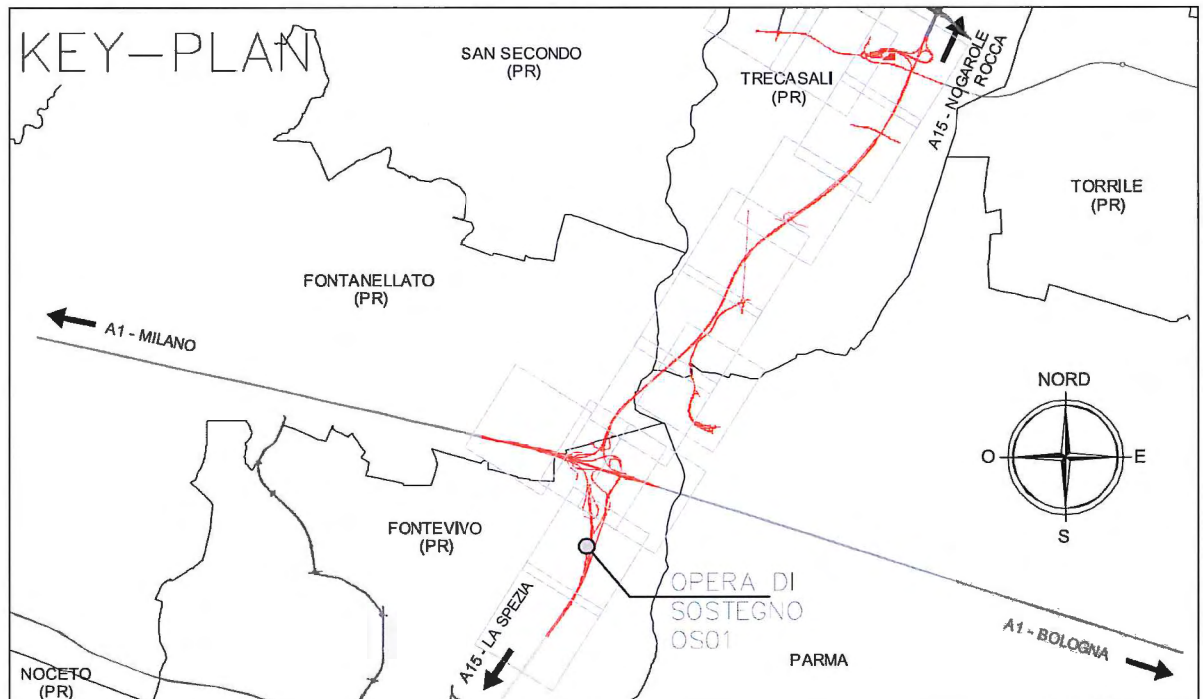 KEY-PLAN
SAN SECONDO
(PR)
TRECASALI
(PR)
A15 - NOGAROLE
ROCCA
TORRILE
(PR)
FONTANELLATO
(PR)
A1 - MILANO
NORD
O
E
S
FONTEVIVO
(PR)
OPERA DI
SOSTEGNO
OS01
A15 - LA SPEZIA
A1 - BOLOGNA
PARMA
NOCETO
(PR)